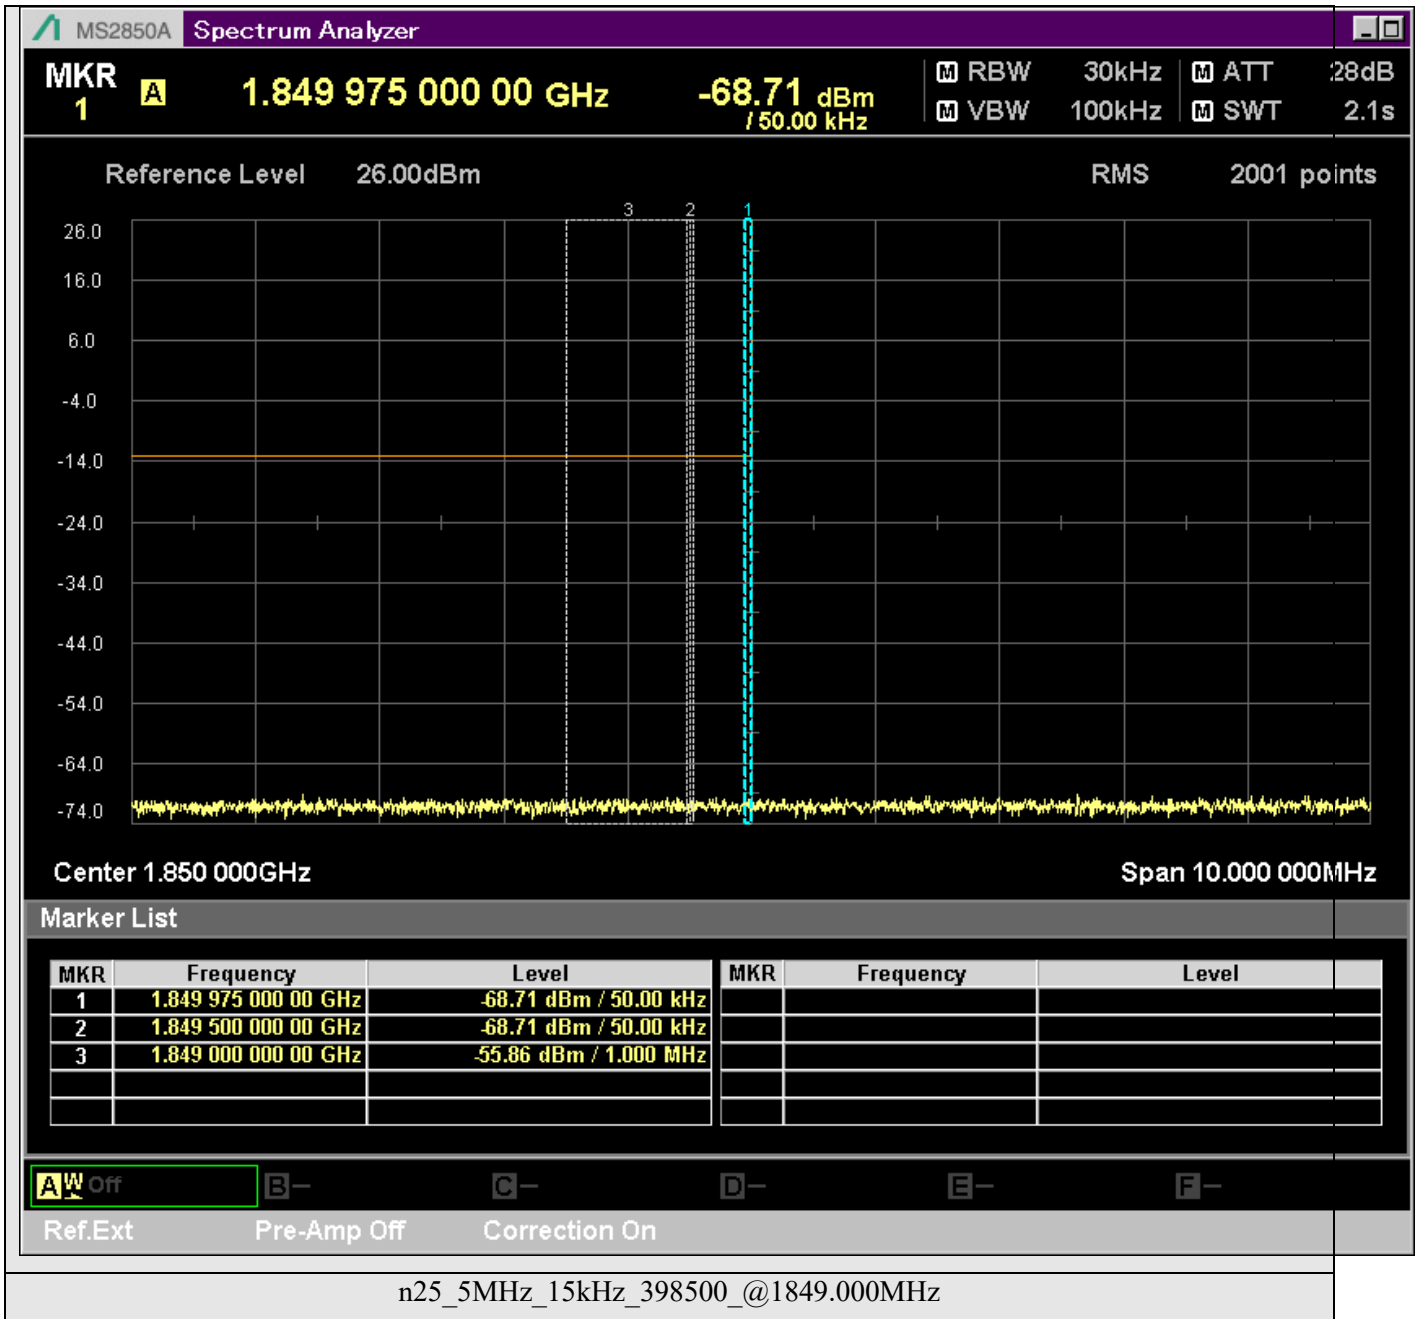 MS2850A Spectrum Analyzer
MKR 1 A 1.849 975 000 00 GHz -68.71 dBm / 50.00 kHz
M RBW 30kHz M ATT 28dB
M VBW 100kHz M SWT 2.1s
Reference Level 26.00dBm RMS 2001 points
3 2 1
26.0
16.0
6.0
-4.0
-14.0
-24.0
-34.0
-44.0
-54.0
-64.0
-74.0
Center 1.850 000GHz Span 10.000 000MHz
Marker List
MKR Frequency Level MKR Frequency Level
1 1.849 975 000 00 GHz -68.71 dBm / 50.00 kHz
2 1.849 500 000 00 GHz -68.71 dBm / 50.00 kHz
3 1.849 000 000 00 GHz -55.86 dBm / 1.000 MHz
A W Off B - C - D - E - F -
Ref.Ext Pre-Amp Off Correction On
n25_5MHz_15kHz_398500_@1849.000MHz